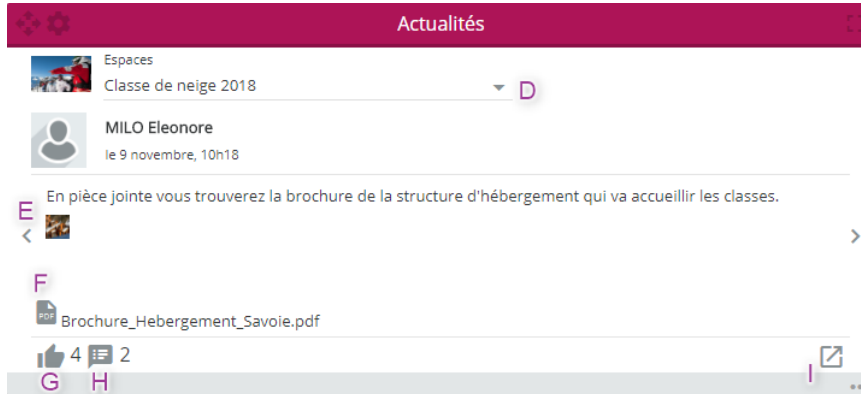 Actualités
Espaces
Classe de neige 2018
D
MILO Eleonore
le 9 novembre, 10h18
En pièce jointe vous trouverez la brochure de la structure d'hébergement qui va accueillir les classes.
E
F
PDF Brochure_Hebergement_Savoie.pdf
4 2
G H I